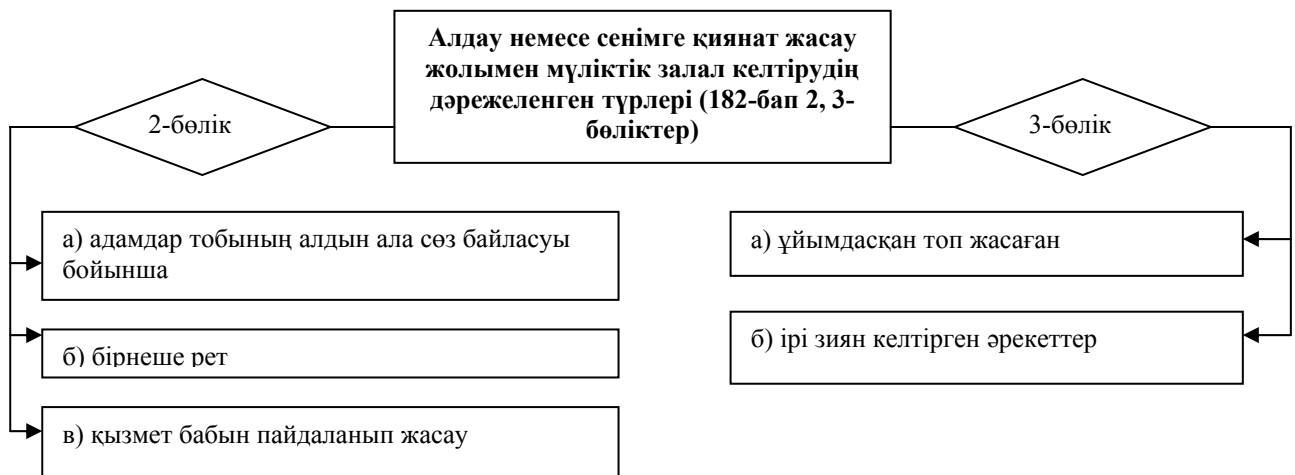 Алдау немесе сенімге қиянат жасау
жолымен мүліктік залал келтірудің
дәрежеленген түрлері (182-бап 2, 3-
бөліктер)
2-бөлік
3-бөлік
а) адамдар тобының алдын ала сөз байласуы
бойынша
б) бірнеше рет
в) қызмет бабын пайдаланып жасау
а) ұйымдасқан топ жасаған
б) ірі зиян келтірген әрекеттер